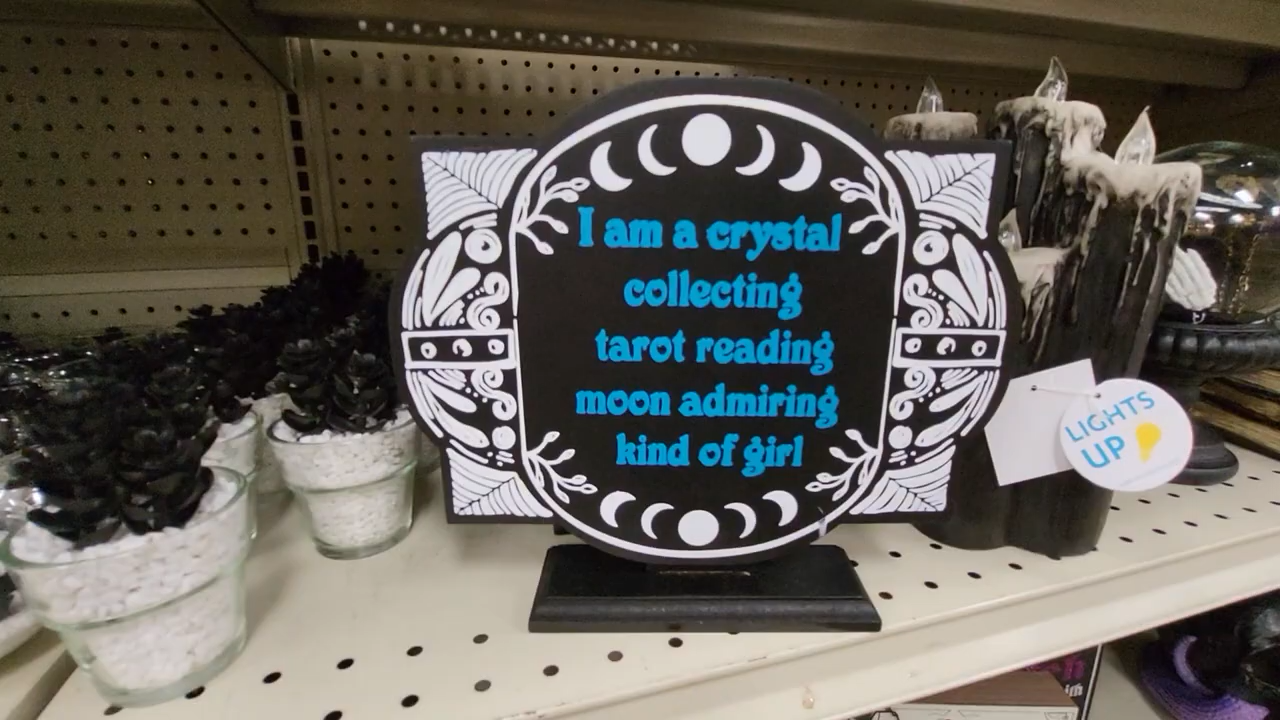 I am a crystal
collecting
tarot reading
moon admiring
kind of girl
LIGHTS
UP